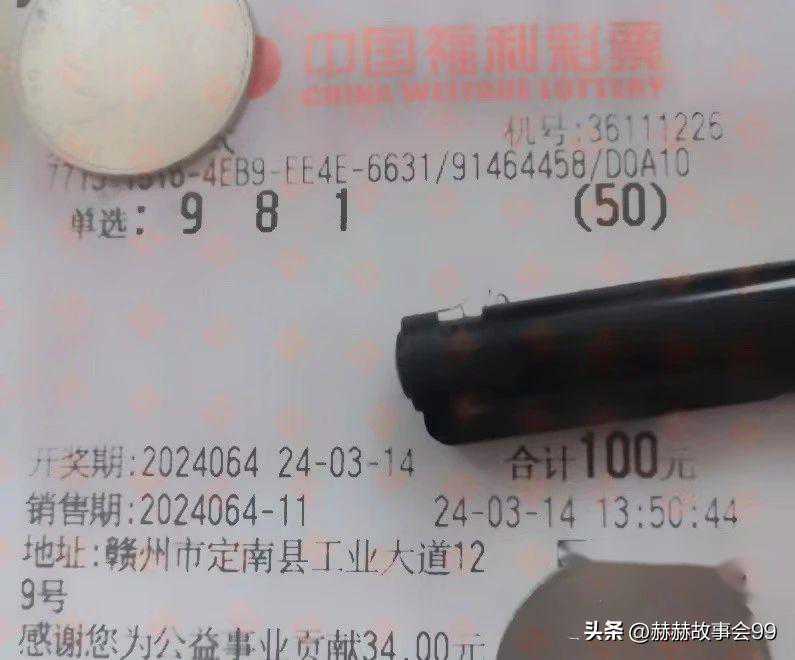 中国福利彩票
CHINA WELFARE LOTTERY
机号:36111226
-4EB9-EE4E-6631/91464458/D0A10
单选: 9 8 1 (50)
开奖期:2024064 24-03-14 合计100元
销售期:2024064-11 24-03-14 13:50:44
地址:赣州市定南县工业大道12
9号
感谢您为公益事业贡献34.00元
头条 @赫赫故事会99